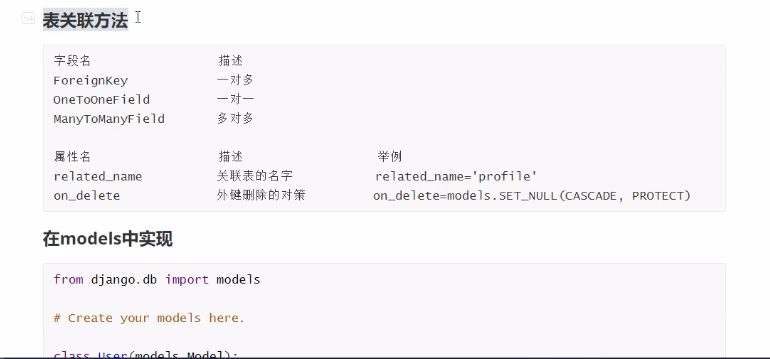 表关联方法
字段名 描述
ForeignKey 一对多
OneToOneField 一对一
ManyToManyField 多对多
属性名 描述 举例
related_name 关联表的名字 related_name='profile'
on_delete 外键删除的对策 on_delete=models.SET_NULL(CASCADE, PROTECT)
在models中实现
from django.db import models
# Create your models here.
class User(models.Model):